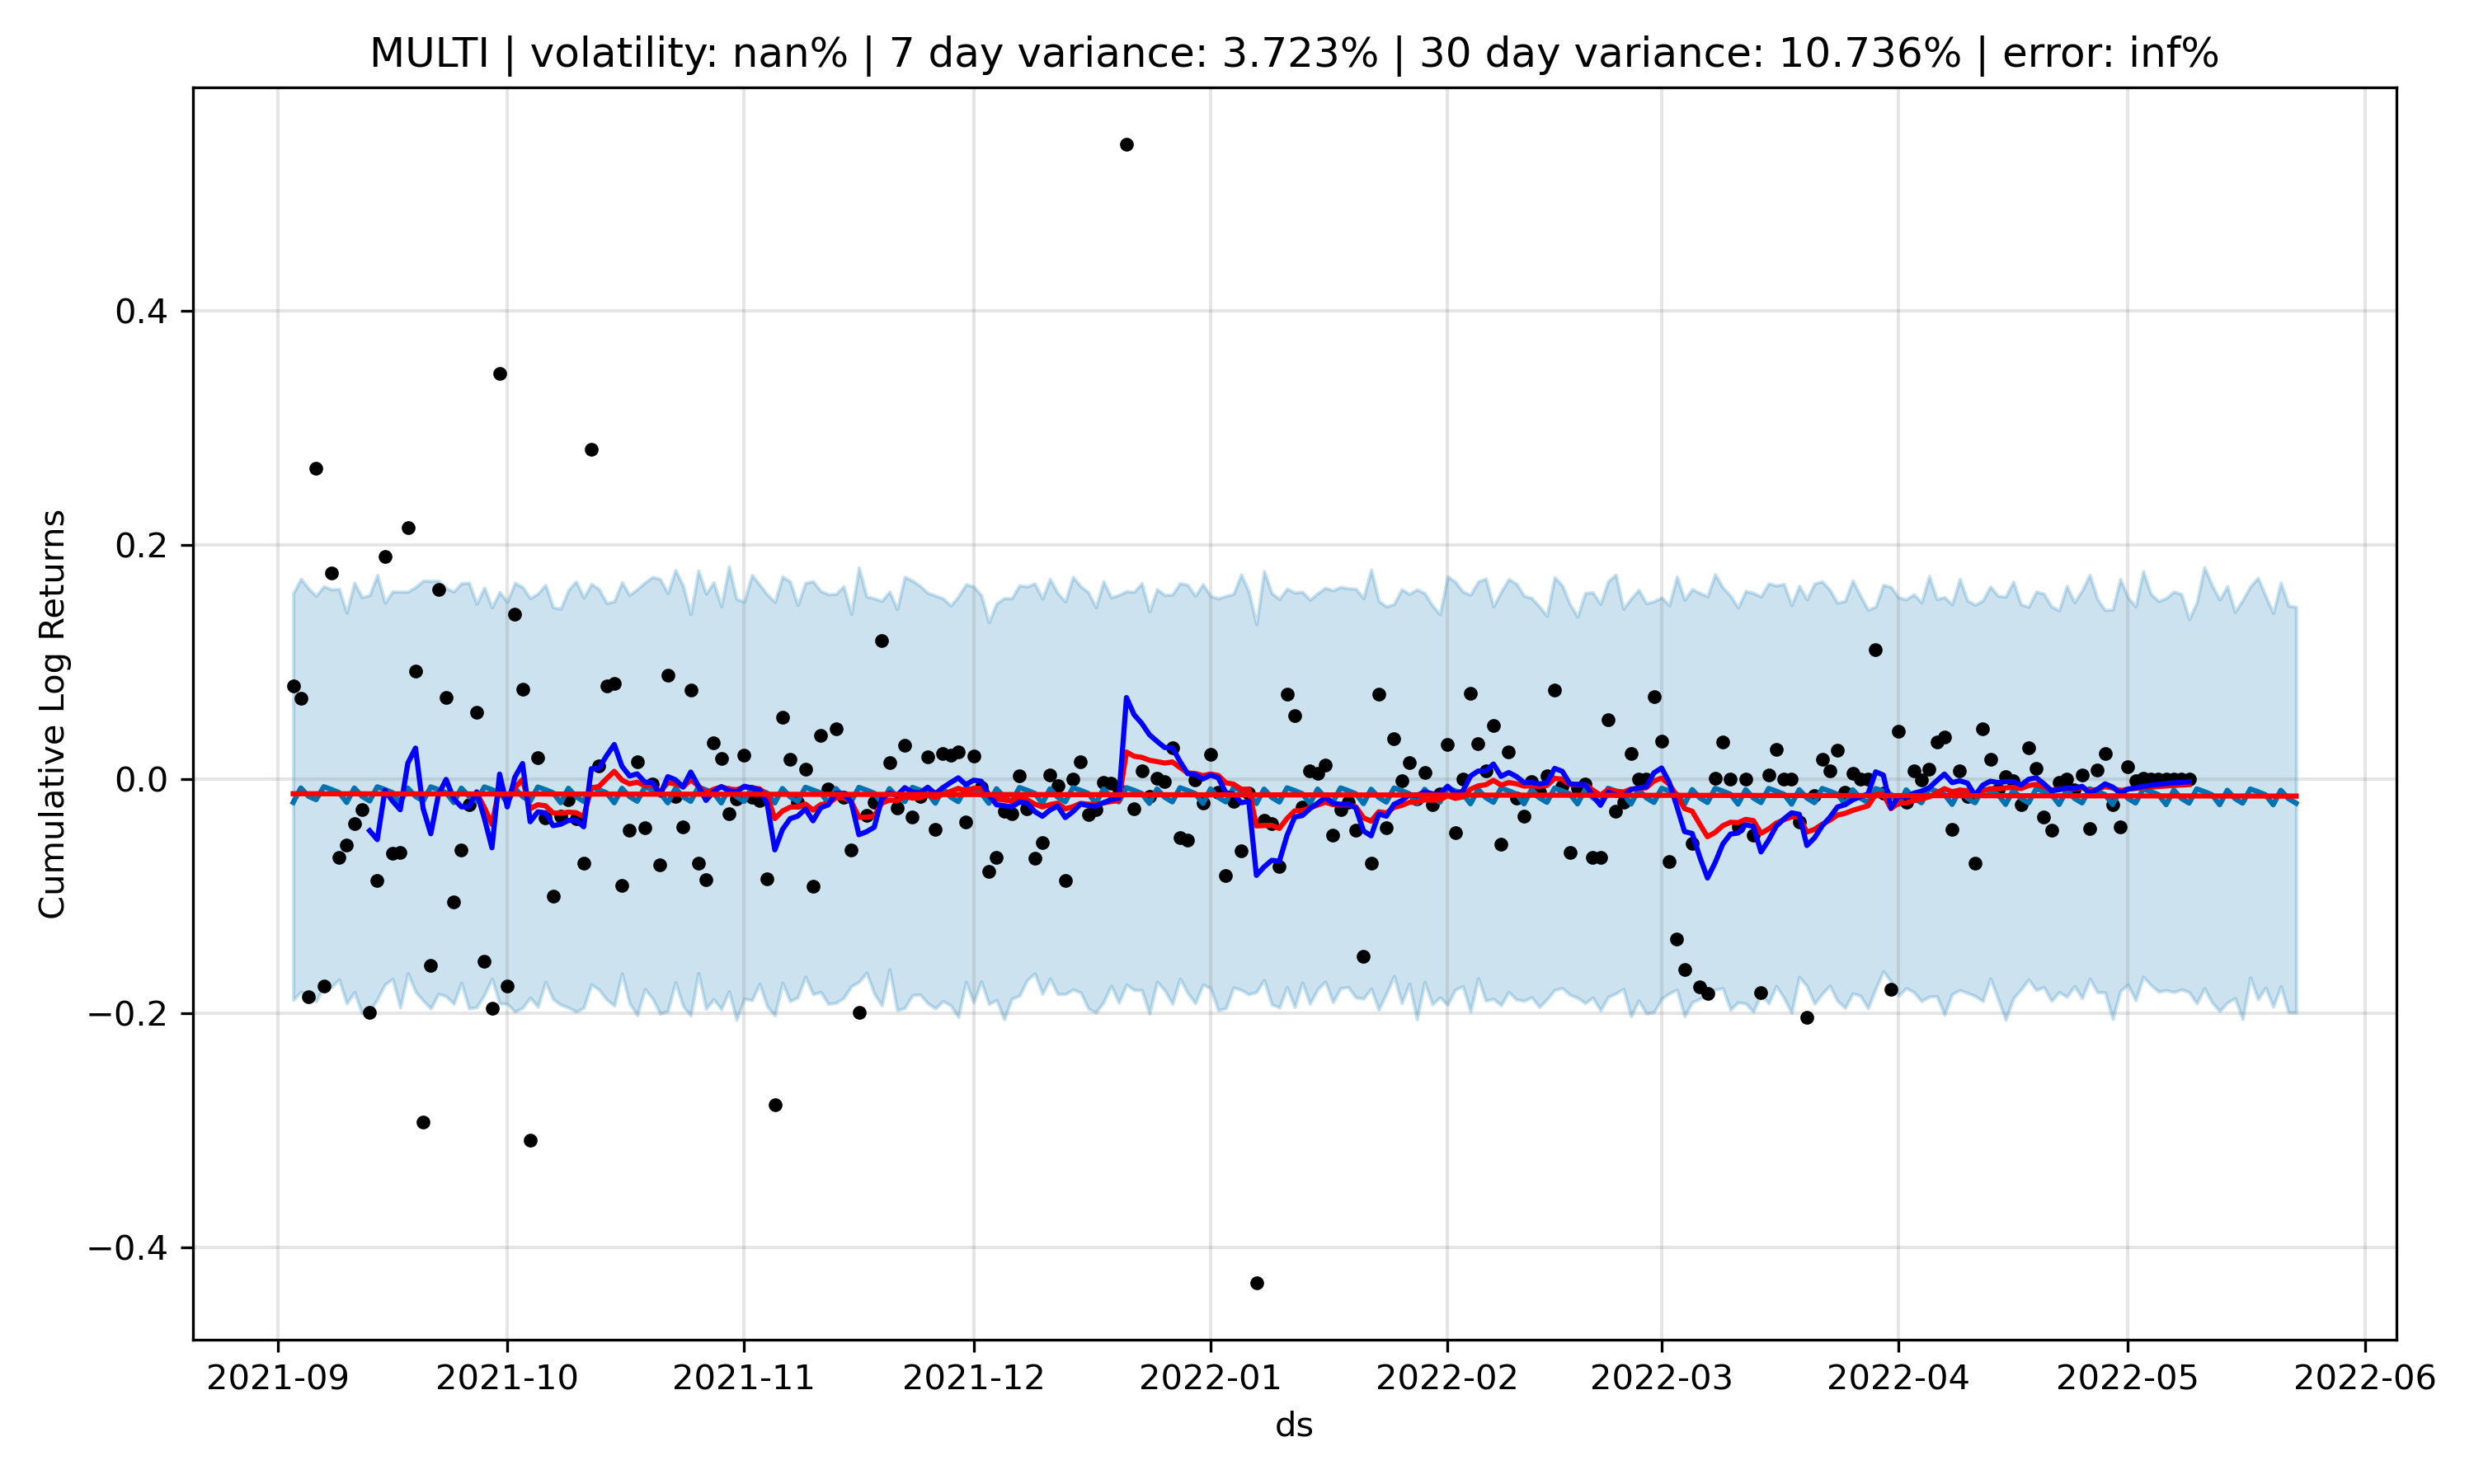 MULTI | volatility: nan% | 7 day variance: 3.723% | 30 day variance: 10.736% | error: inf%
Cumulative Log Returns
0.4
0.2
0.0
−0.2
−0.4
2021-09 2021-10 2021-11 2021-12 2022-01 2022-02 2022-03 2022-04 2022-05 2022-06
ds